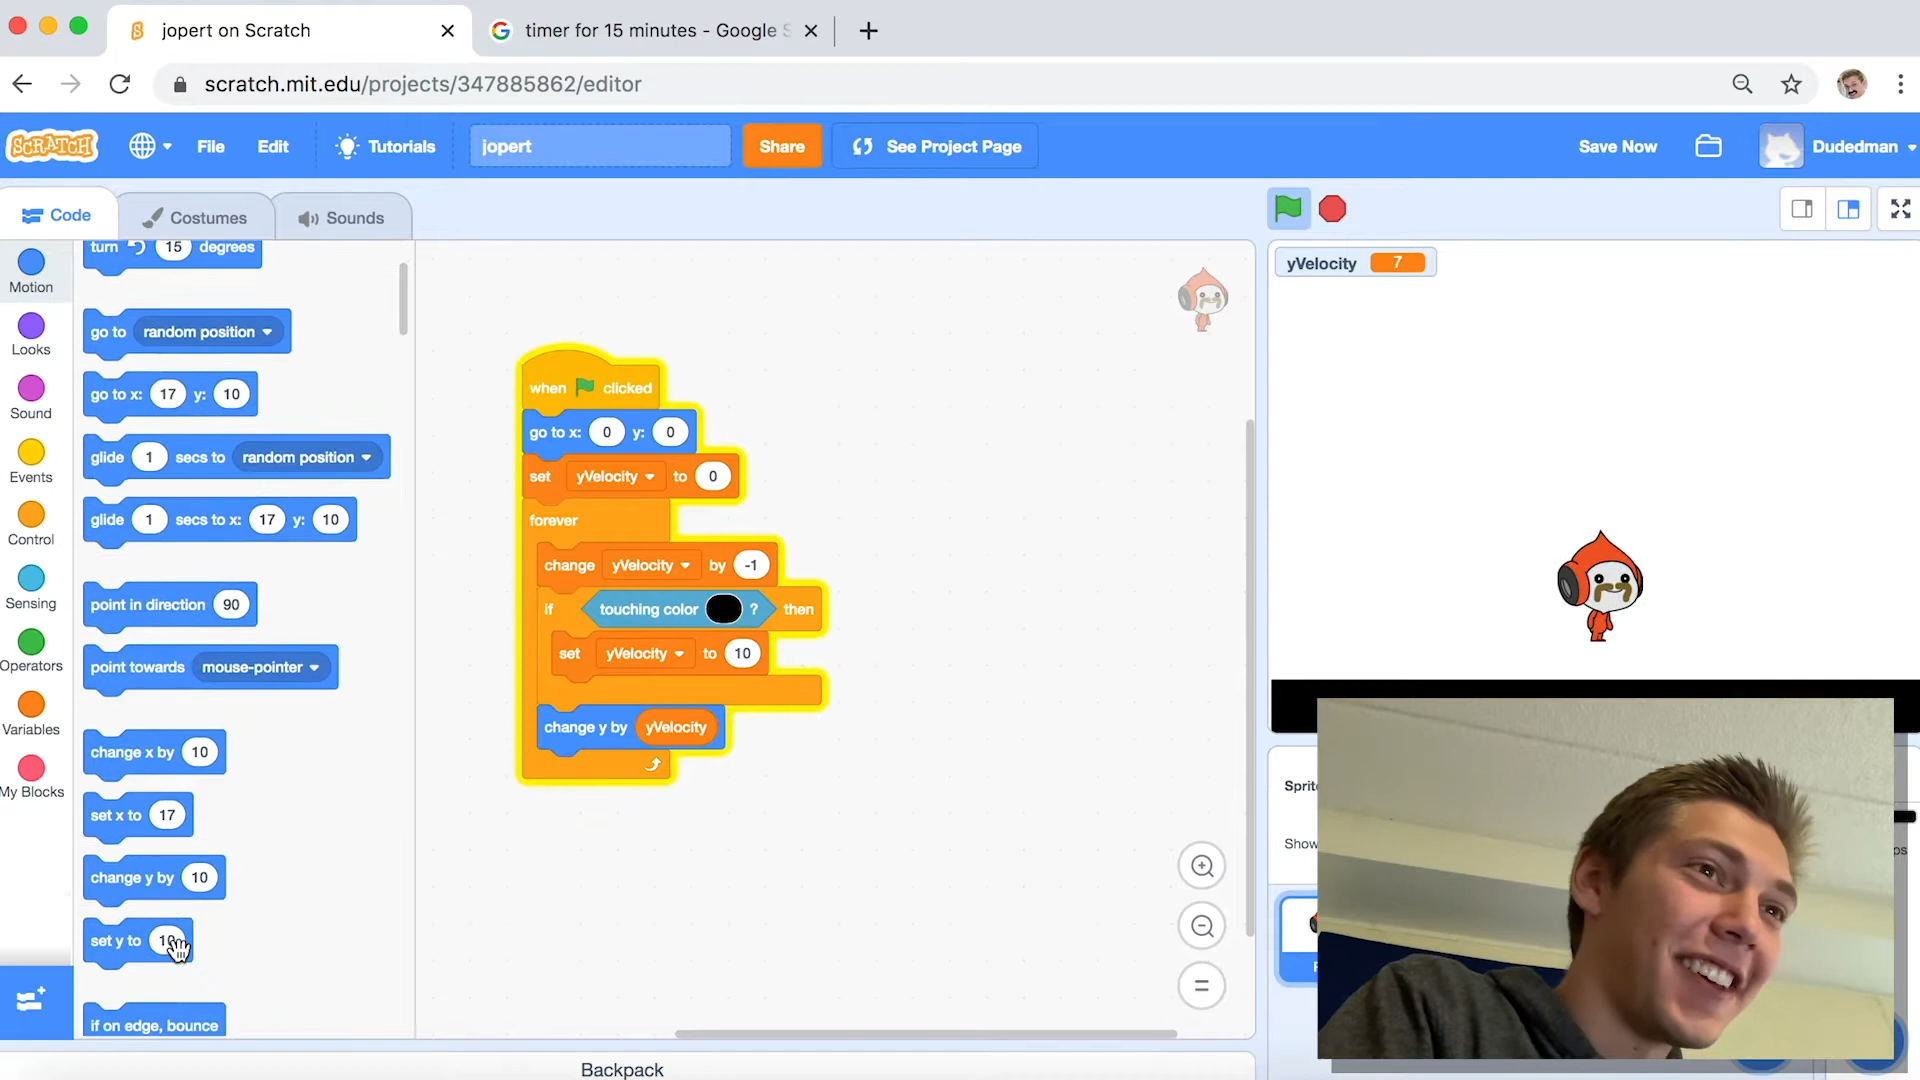 jopert on Scratch
timer for 15 minutes - Google
scratch.mit.edu/projects/347885862/editor
SCRATCH
File
Edit
Tutorials
jopert
Share
See Project Page
Save Now
Dudedman
Code
Costumes
Sounds
Motion
Looks
Sound
Events
Control
Sensing
Operators
Variables
My Blocks
turn 15 degrees
go to random position
go to x: 17 y: 10
glide 1 secs to random position
glide 1 secs to x: 17 y: 10
point in direction 90
point towards mouse-pointer
change x by 10
set x to 17
change y by 10
set y to 10
if on edge, bounce
when clicked
go to x: 0 y: 0
set yVelocity to 0
forever
change yVelocity by -1
if touching color ? then
set yVelocity to 10
change y by yVelocity
yVelocity 7
Show
Backpack